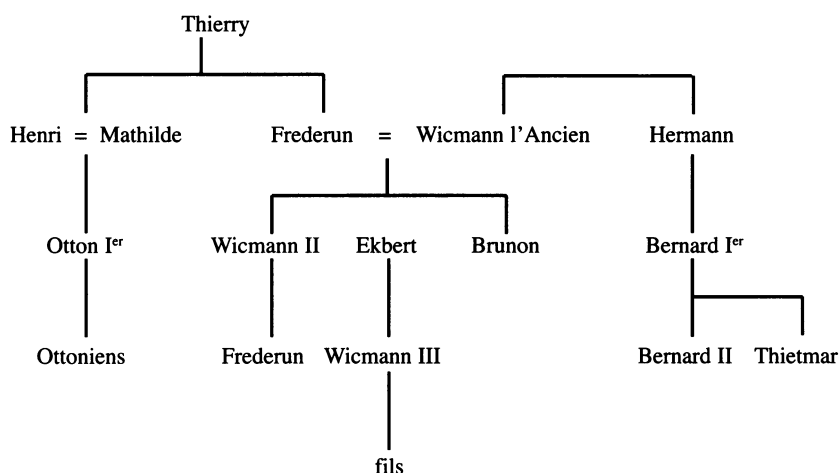 Thierry
Henri = Mathilde Frederun = Wicmann l'Ancien Hermann
Otton Ier Wicmann II Ekbert Brunon Bernard Ier
Ottoniens Frederun Wicmann III Bernard II Thietmar
fils